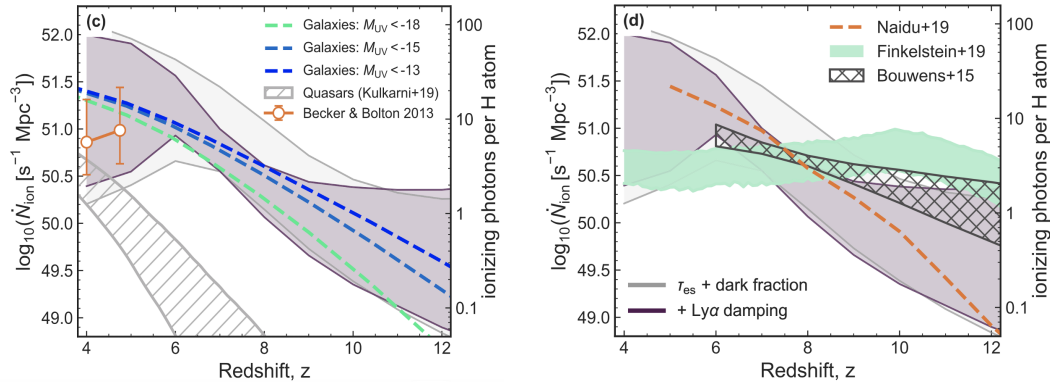 (c)
Galaxies: M_UV <-18
Galaxies: M_UV <-15
Galaxies: M_UV <-13
Quasars (Kulkarni+19)
Becker & Bolton 2013
log₁₀(Ṅ_ion [s⁻¹ Mpc⁻³])
52.0
51.5
51.0
50.5
50.0
49.5
49.0
4
6
8
10
12
Redshift, z
100
10
1
0.1
ionizing photons per H atom
(d)
Naidu+19
Finkelstein+19
Bouwens+15
τ_es + dark fraction
+ Lyα damping
log₁₀(Ṅ_ion [s⁻¹ Mpc⁻³])
52.0
51.5
51.0
50.5
50.0
49.5
49.0
4
6
8
10
12
Redshift, z
100
10
1
0.1
ionizing photons per H atom